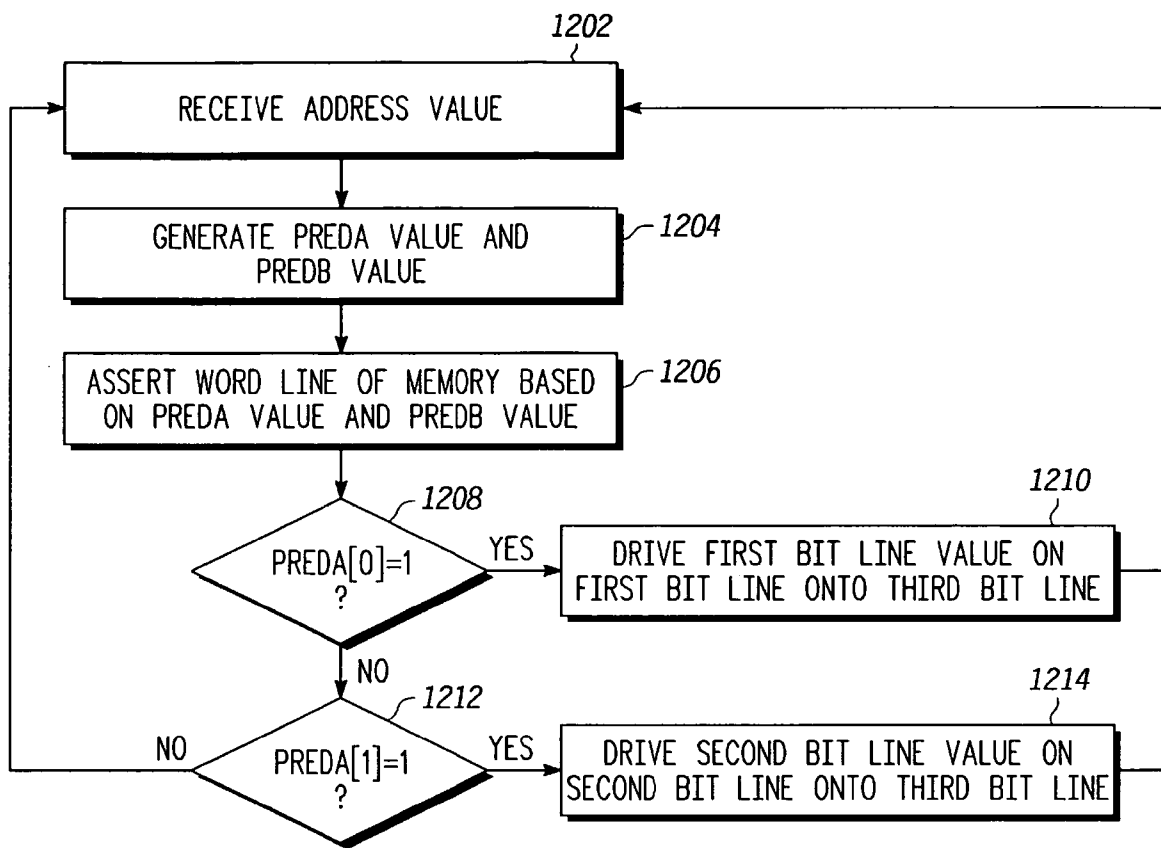 1202
RECEIVE ADDRESS VALUE
1204
GENERATE PREDA VALUE AND
PREDB VALUE
1206
ASSERT WORD LINE OF MEMORY BASED
ON PREDA VALUE AND PREDB VALUE
1208
PREDA[0]=1
?
YES
1210
DRIVE FIRST BIT LINE VALUE ON
FIRST BIT LINE ONTO THIRD BIT LINE
NO
1212
PREDA[1]=1
?
NO
YES
1214
DRIVE SECOND BIT LINE VALUE ON
SECOND BIT LINE ONTO THIRD BIT LINE